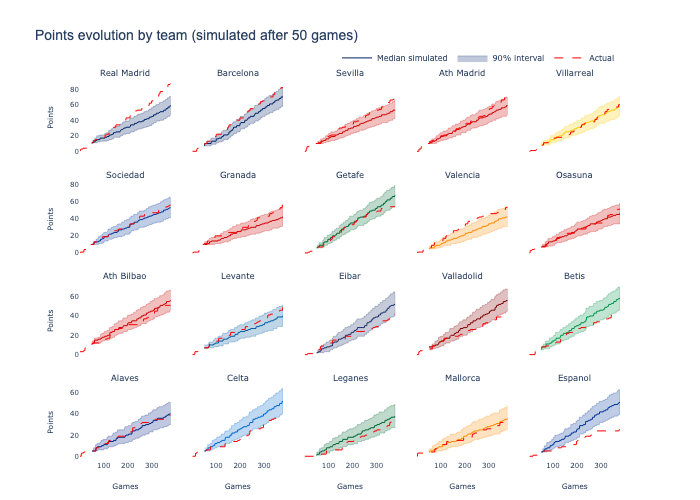 Points evolution by team (simulated after 50 games)
Median simulated 90% interval Actual
Real Madrid Barcelona Sevilla Ath Madrid Villarreal
80
60
40
20
0
Points
Sociedad Granada Getafe Valencia Osasuna
80
60
40
20
0
Points
Ath Bilbao Levante Eibar Valladolid Betis
60
40
20
0
Points
Alaves Celta Leganes Mallorca Espanol
60
40
20
0
Points
100 200 300 100 200 300 100 200 300 100 200 300 100 200 300
Games Games Games Games Games